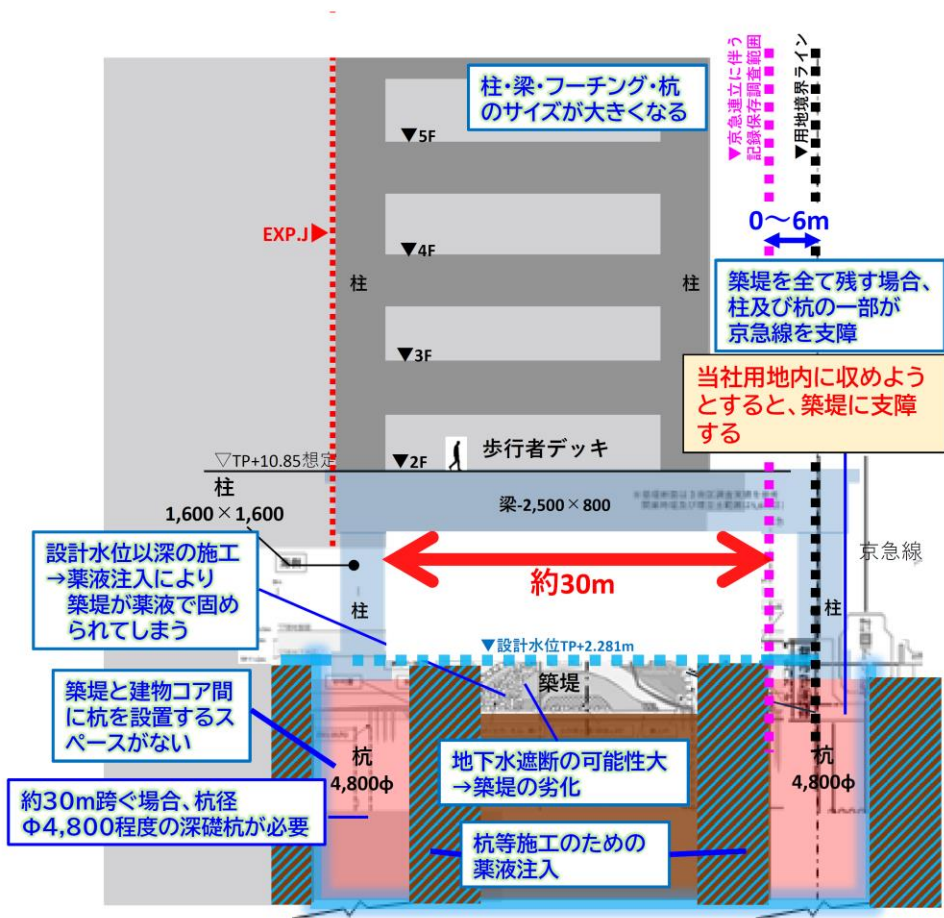 柱・梁・フーチング・杭
のサイズが大きくなる
▼京急連立に伴う
記録保存調査範囲
▼用地境界ライン
▼5F
0～6m
EXP.J▶
▼4F
柱
柱
築堤を全て残す場合、
柱及び杭の一部が
京急線を支障
▼3F
当社用地内に収めよう
とすると、築堤に支障
する
▽TP+10.85想定
▼2F
歩行者デッキ
柱
1,600×1,600
梁-2,500×800
設計水位以深の施工
→薬液注入により
築堤が薬液で固め
られてしまう
約30m
京急線
柱
柱
▼設計水位TP+2.281m
築堤
築堤と建物コア間
に杭を設置するス
ペースがない
地下水遮断の可能性大
→築堤の劣化
杭
4,800φ
杭
4,800φ
約30m跨ぐ場合、杭径
Φ4,800程度の深礎杭が必要
杭等施工のための
薬液注入